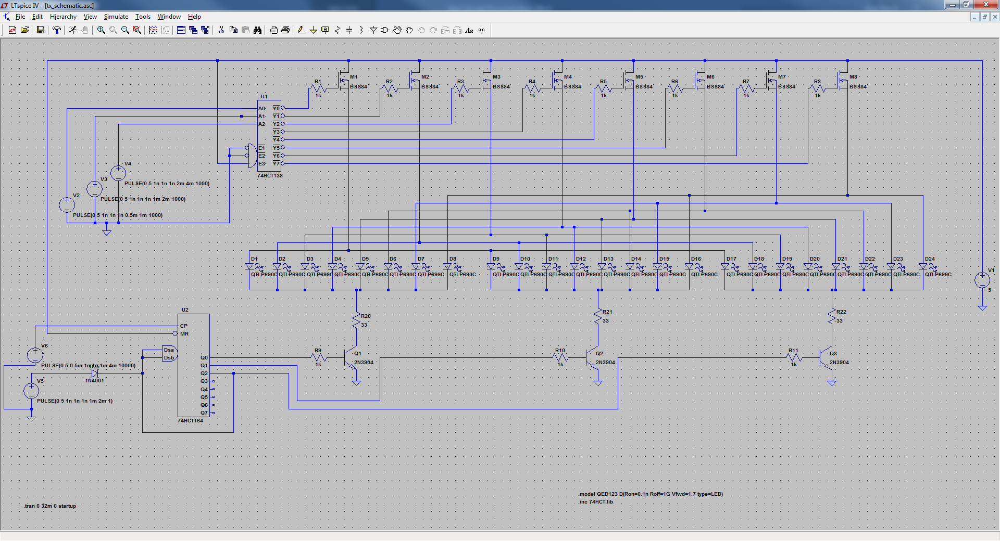 LTspice IV - [tx_schematic.asc]
File Edit Hierarchy View Simulate Tools Window Help
R1 1k M1 BSS84
R2 1k M2 BSS84
R3 1k M3 BSS84
R4 1k M4 BSS84
R5 1k M5 BSS84
R6 1k M6 BSS84
R7 1k M7 BSS84
R8 1k M8 BSS84
U1
A0 Y0
A1 Y1
A2 Y2
Y3
Y4
E1 Y5
E2 Y6
E3 Y7
74HCT138
V4
PULSE(0 5 1n 1n 1n 2m 4m 1000)
V3
PULSE(0 5 1n 1n 1n 1m 2m 1000)
V2
PULSE(0 5 1n 1n 1n 0.5m 1m 1000)
D1 D2 D3 D4 D5 D6 D7 D8 D9 D10 D11 D12 D13 D14 D15 D16 D17 D18 D19 D20 D21 D22 D23 D24
QTLP690C QTLP690C QTLP690C QTLP690C QTLP690C QTLP690C QTLP690C QTLP690C QTLP690C QTLP690C QTLP690C QTLP690C QTLP690C QTLP690C QTLP690C QTLP690C QTLP690C QTLP690C QTLP690C QTLP690C QTLP690C QTLP690C QTLP690C QTLP690C
V1
5
R20 33
R21 33
R22 33
U2
CP
MR
Dsa
Dsb Q0
Q1
Q2
Q3
Q4
Q5
Q6
Q7
74HCT164
V6
PULSE(0 5 0.5m 1n 1n 1m 4m 10000)
D25
1N4001
V5
PULSE(0 5 1n 1n 1n 1m 2m 1)
R9 1k Q1 2N3904
R10 1k Q2 2N3904
R11 1k Q3 2N3904
.model QED123 D(Ron=0.1n Roff=1G Vfwd=1.7 type=LED)
.inc 74HCT.lib
.tran 0 32m 0 startup